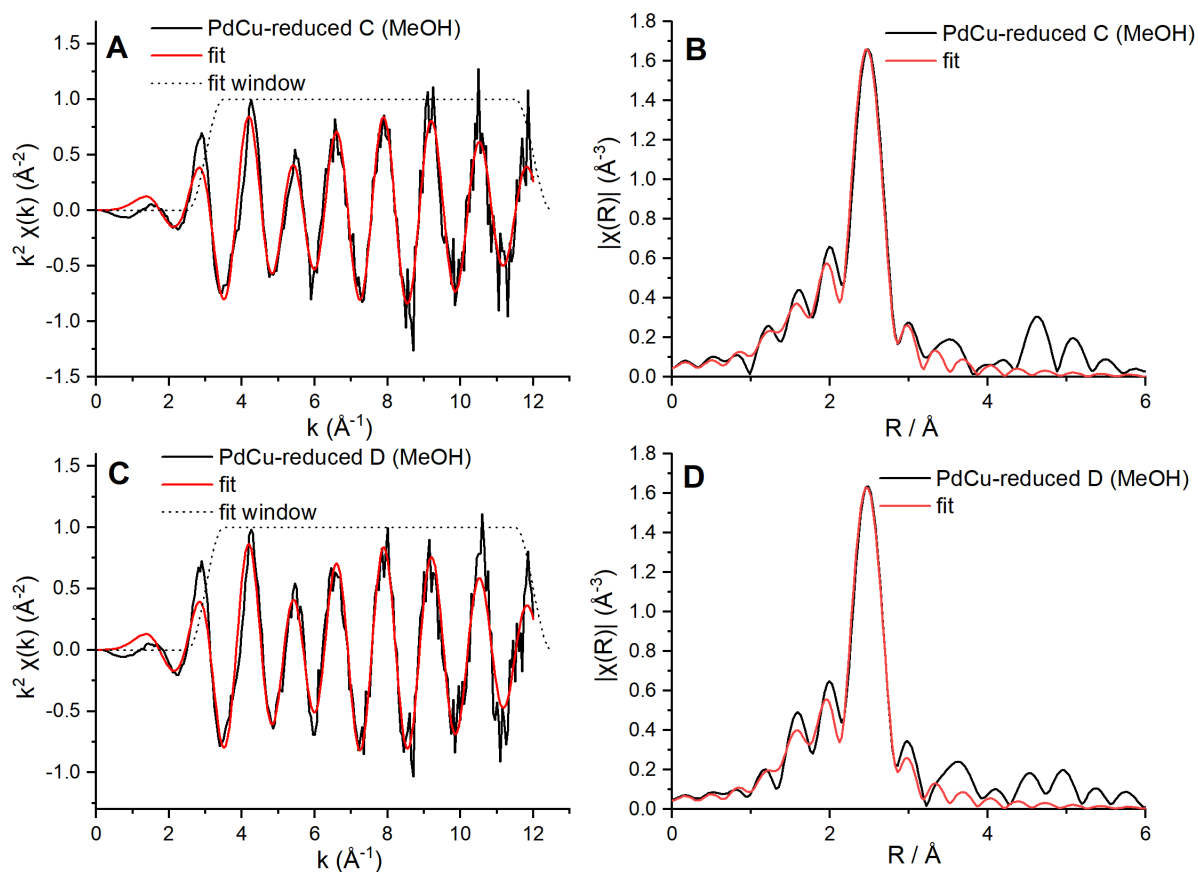 A
PdCu-reduced C (MeOH)
fit
fit window
1.5
1.0
0.5
0.0
-0.5
-1.0
-1.5
k² χ(k) (Å⁻²)
0 2 4 6 8 10 12
k (Å⁻¹)
B
PdCu-reduced C (MeOH)
fit
1.8
1.6
1.4
1.2
1.0
0.8
0.6
0.4
0.2
0.0
|χ(R)| (Å⁻³)
0 2 4 6
R / Å
C
PdCu-reduced D (MeOH)
fit
fit window
1.5
1.0
0.5
0.0
-0.5
-1.0
k² χ(k) (Å⁻²)
0 2 4 6 8 10 12
k (Å⁻¹)
D
PdCu-reduced D (MeOH)
fit
1.8
1.6
1.4
1.2
1.0
0.8
0.6
0.4
0.2
0.0
|χ(R)| (Å⁻³)
0 2 4 6
R / Å